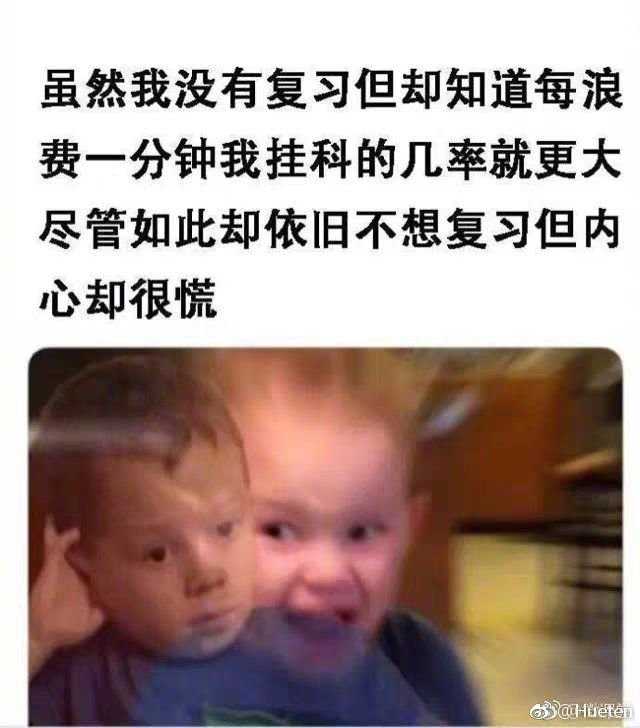 虽然我没有复习但却知道每浪
费一分钟我挂科的几率就更大
尽管如此却依旧不想复习但内
心却很慌
@Hueten